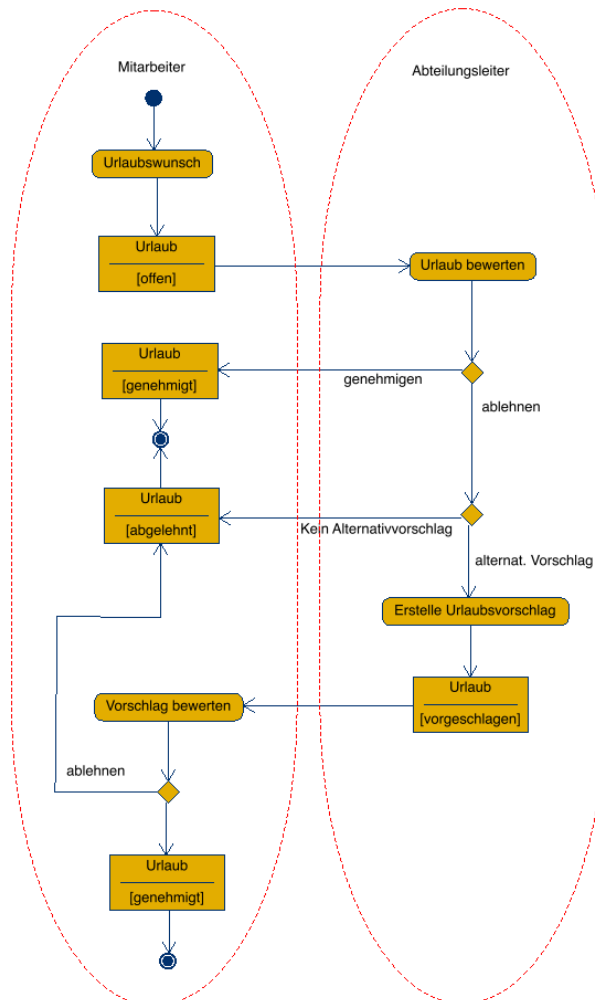 Mitarbeiter
Abteilungsleiter
Urlaubswunsch
Urlaub
[offen]
Urlaub bewerten
Urlaub
[genehmigt]
genehmigen
ablehnen
Urlaub
[abgelehnt]
Kein Alternativvorschlag
alternat. Vorschlag
Erstelle Urlaubsvorschlag
Urlaub
[vorgeschlagen]
Vorschlag bewerten
ablehnen
Urlaub
[genehmigt]